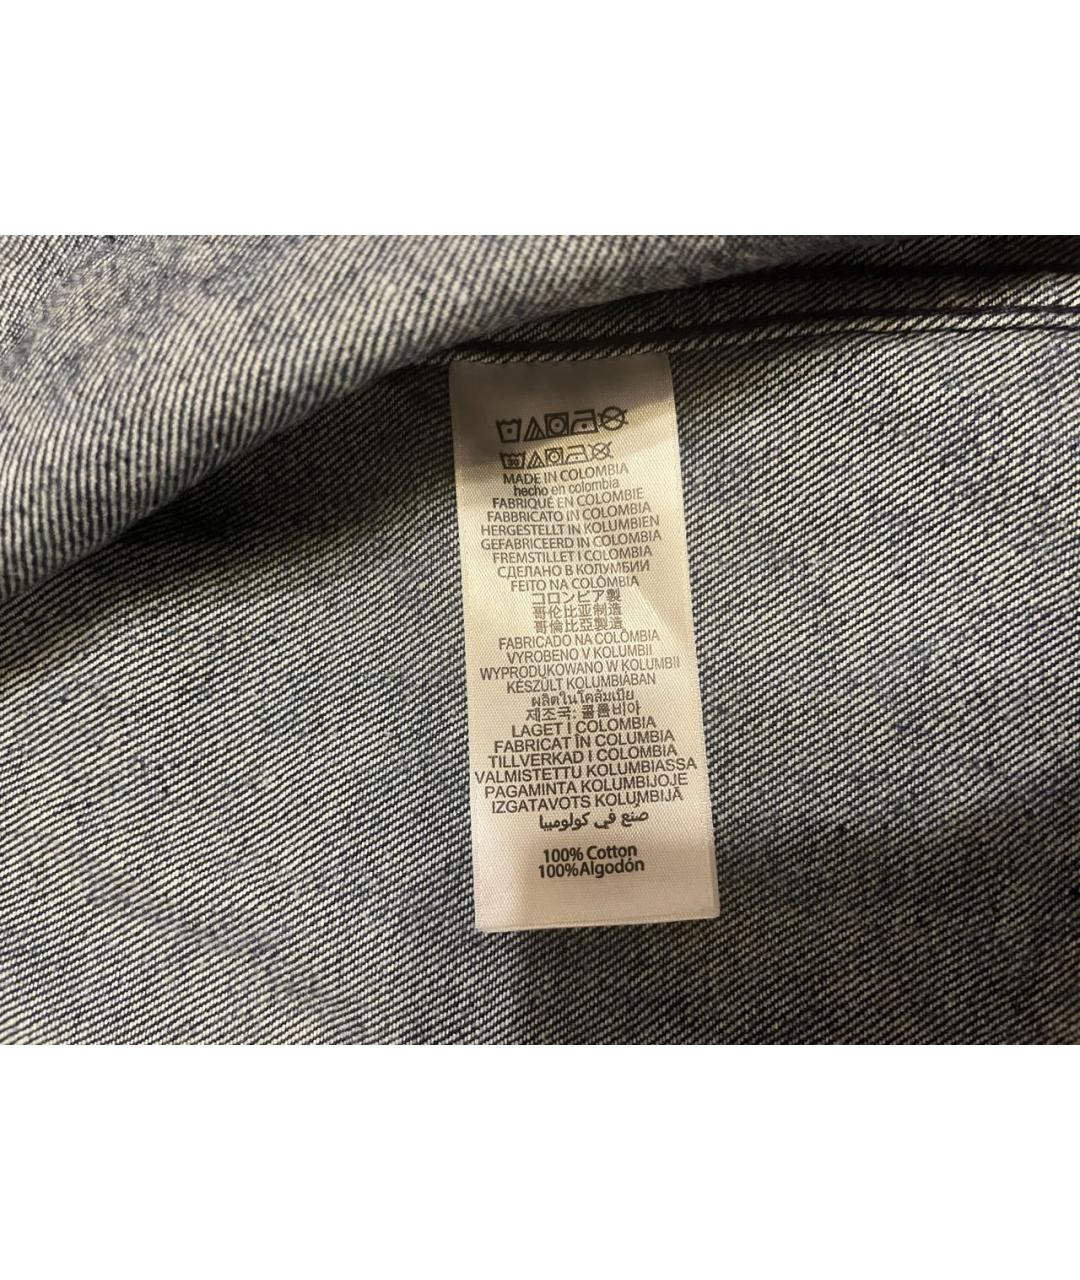 MADE IN COLOMBIA
hecho en colombia
FABRIQUÉ EN COLOMBIE
FABBRICATO IN COLOMBIA
HERGESTELLT IN KOLUMBIEN
GEFABRICEERD IN COLOMBIA
FREMSTILLET I COLOMBIA
СДЕЛАНО В КОЛУМБИИ
FEITO NA COLÔMBIA
コロンビア製
哥伦比亚制造
哥倫比亞製造
FABRICADO NA COLÔMBIA
VYROBENO V KOLUMBII
WYPRODUKOWANO W KOLUMBII
KÉSZÜLT KOLUMBIÁBAN
ผลิตในโคลัมเบีย
제조국: 콜롬비아
LAGET I COLOMBIA
FABRICAT ÎN COLUMBIA
TILLVERKAD I COLOMBIA
VALMISTETTU KOLUMBIASSA
PAGAMINTA KOLUMBIJOJE
IZGATAVOTS KOLUMBIJĀ
صنع في كولومبيا
100% Cotton
100%Algodón